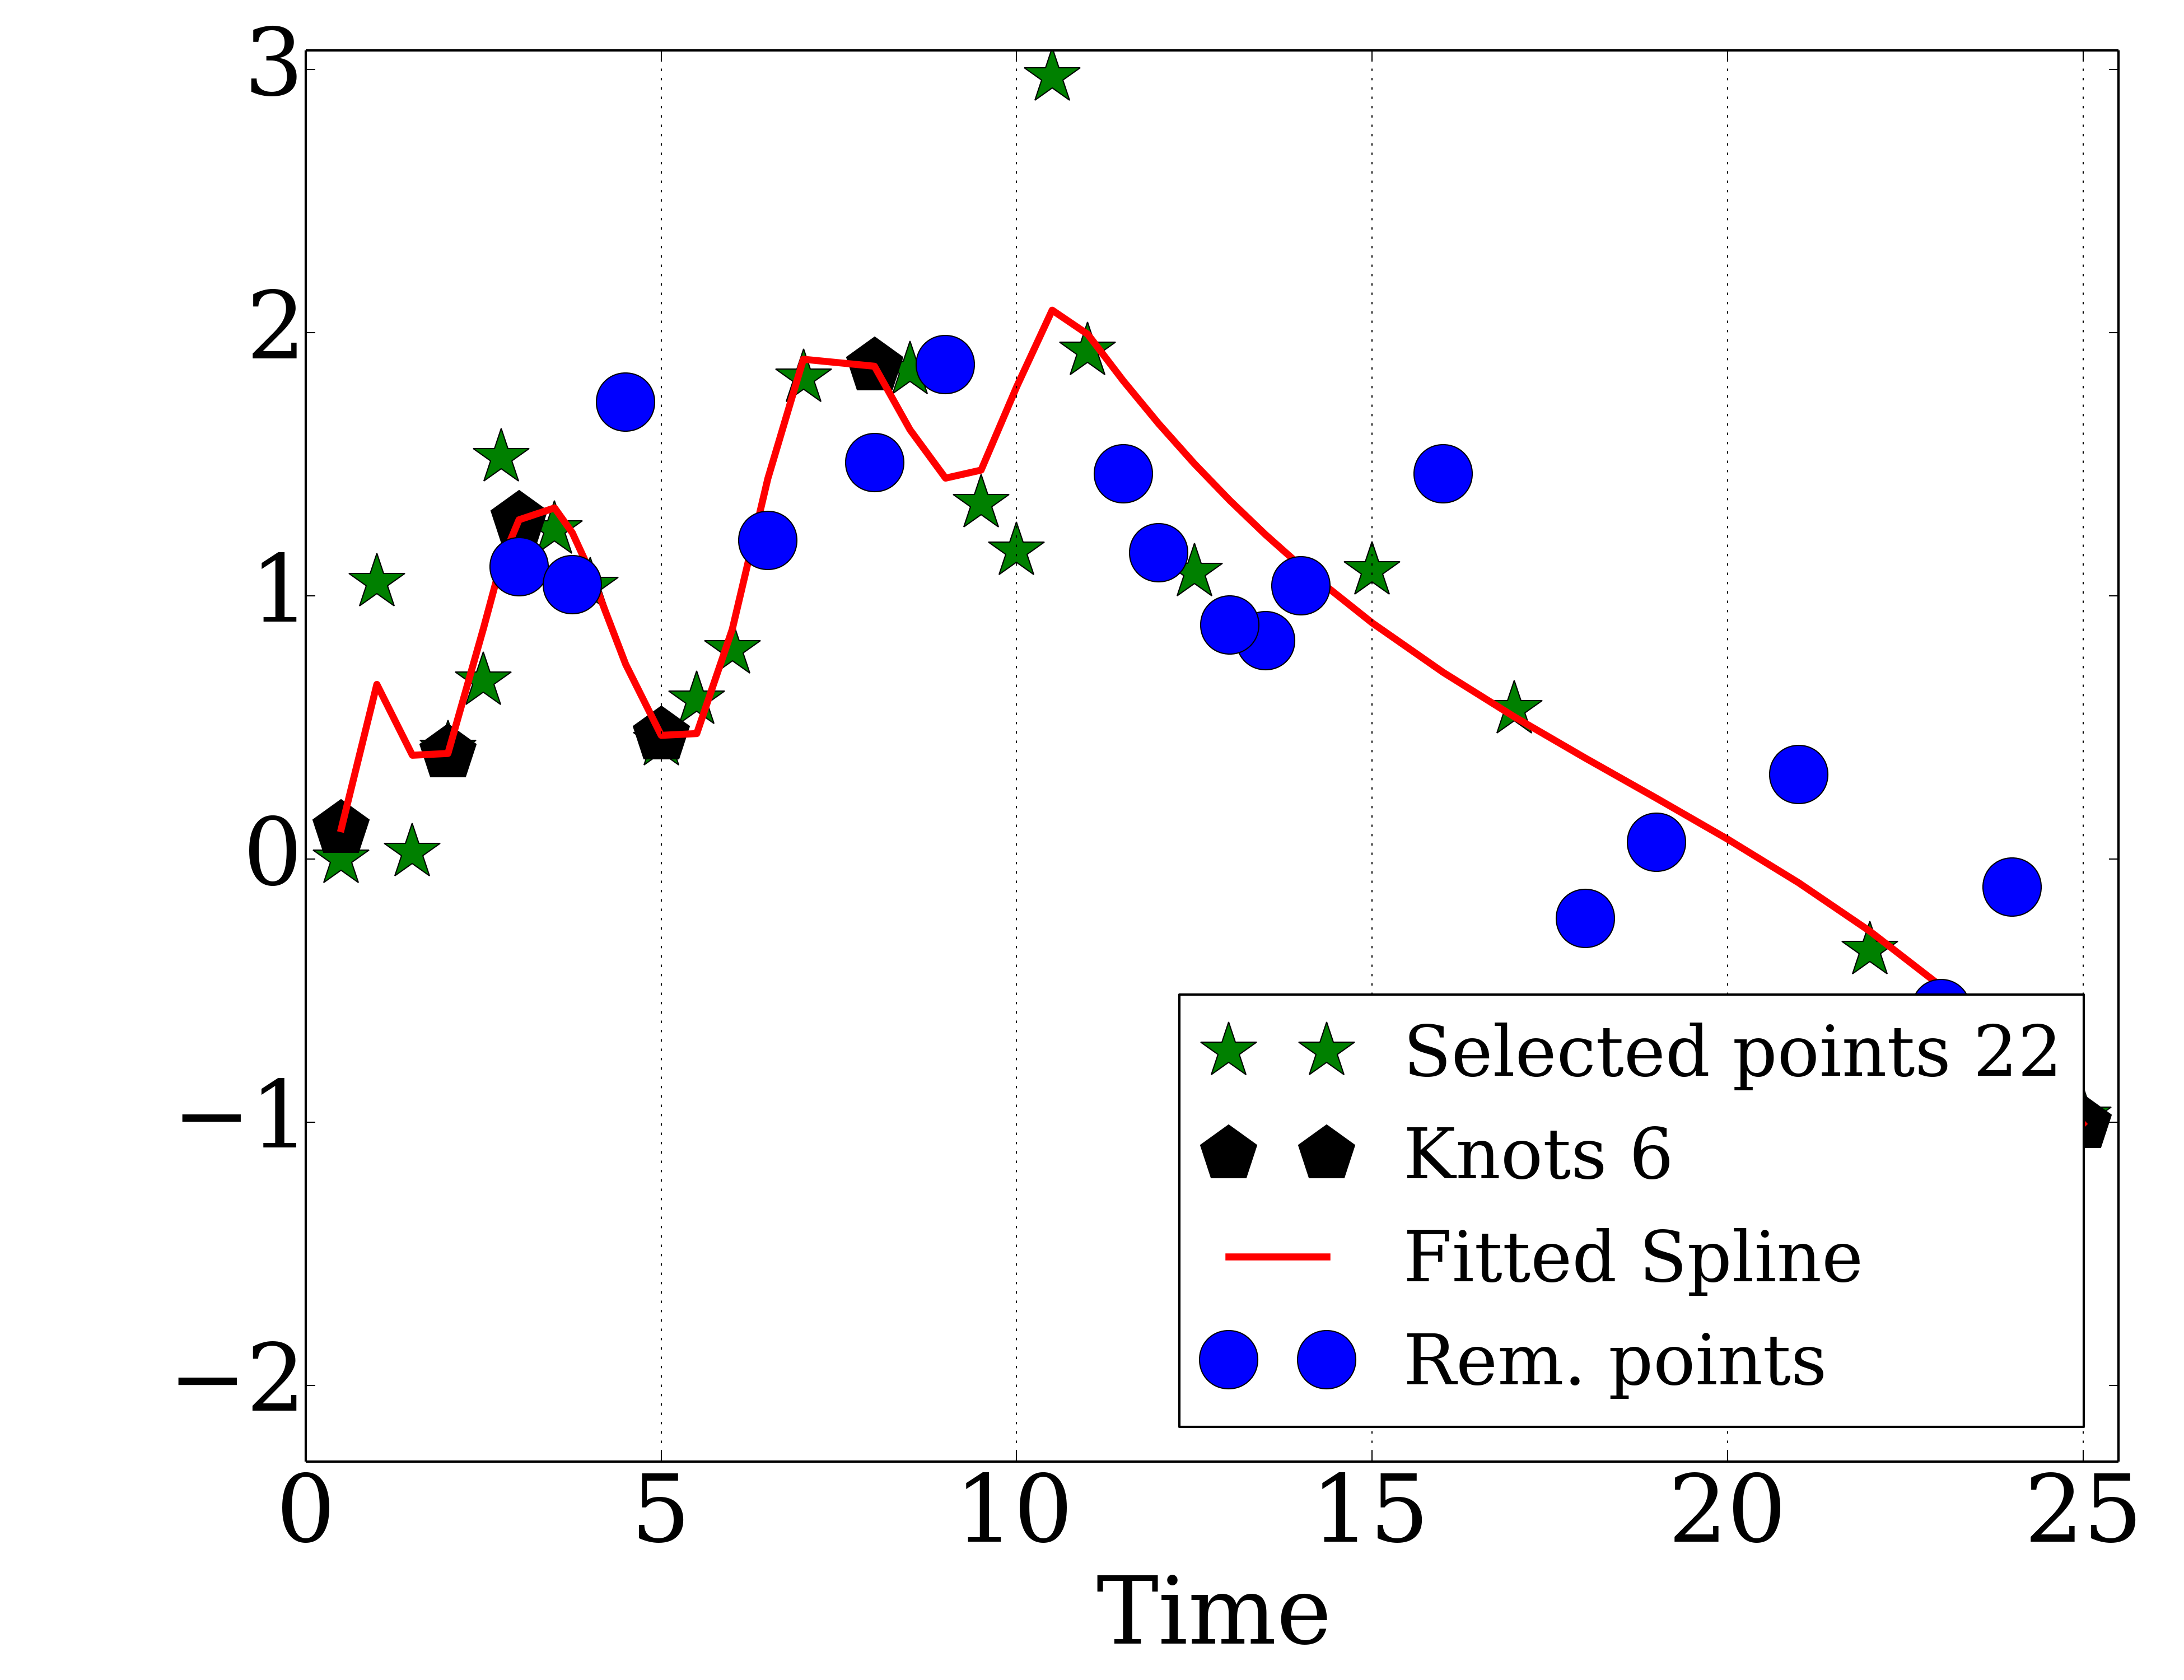 3
2
1
0
−1
−2
0 5 10 15 20 25
Time
Selected points 22
Knots 6
Fitted Spline
Rem. points